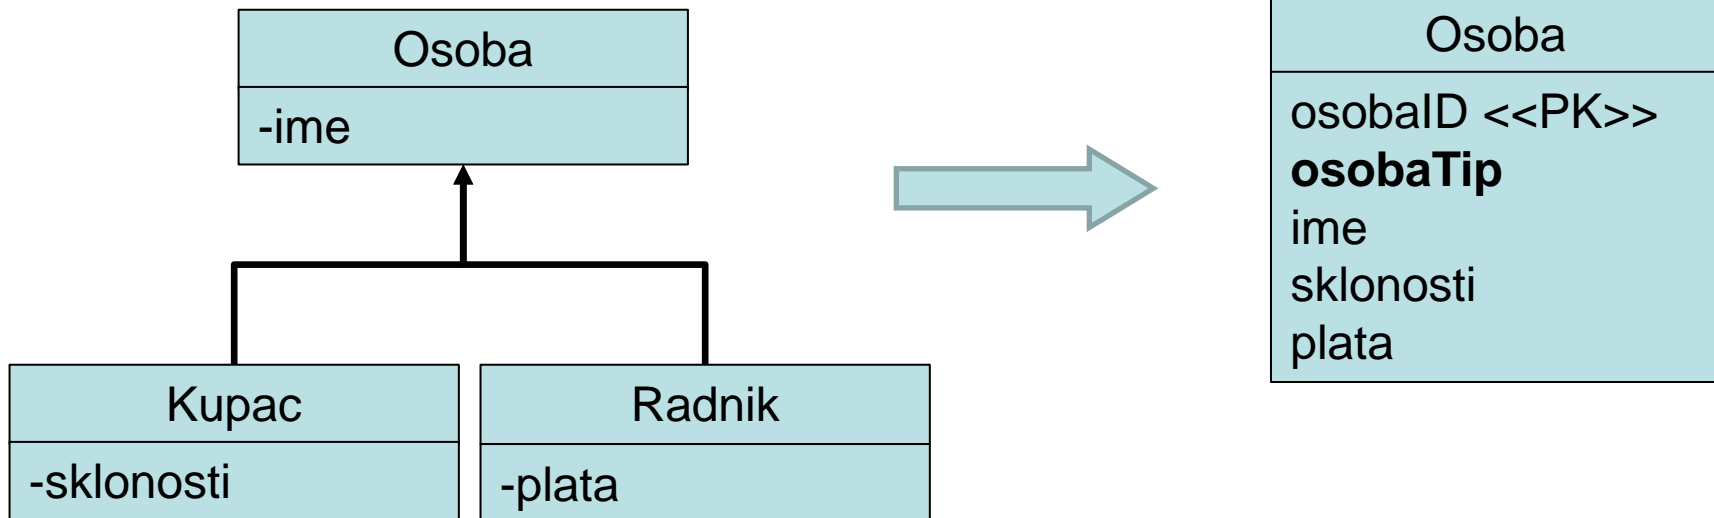 Osoba
-ime
Kupac
-sklonosti
Radnik
-plata
Osoba
osobaID <<PK>>
osobaTip
ime
sklonosti
plata